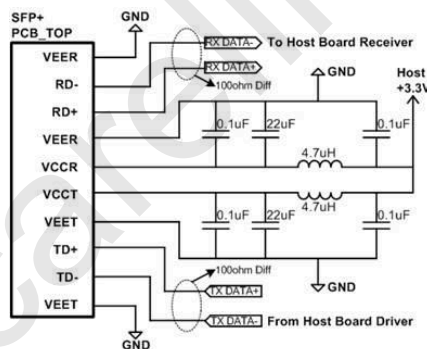 SFP+
PCB_TOP
GND
VEER
RD-
RD+
VEER
VCCR
VCCT
VEET
TD+
TD-
VEET
RX DATA-
To Host Board Receiver
RX DATA+
100ohm Diff
GND
Host
+3.3V
0.1uF
22uF
0.1uF
4.7uH
4.7uH
0.1uF
22uF
0.1uF
100ohm Diff
TX DATA+
GND
TX DATA-
From Host Board Driver
GND